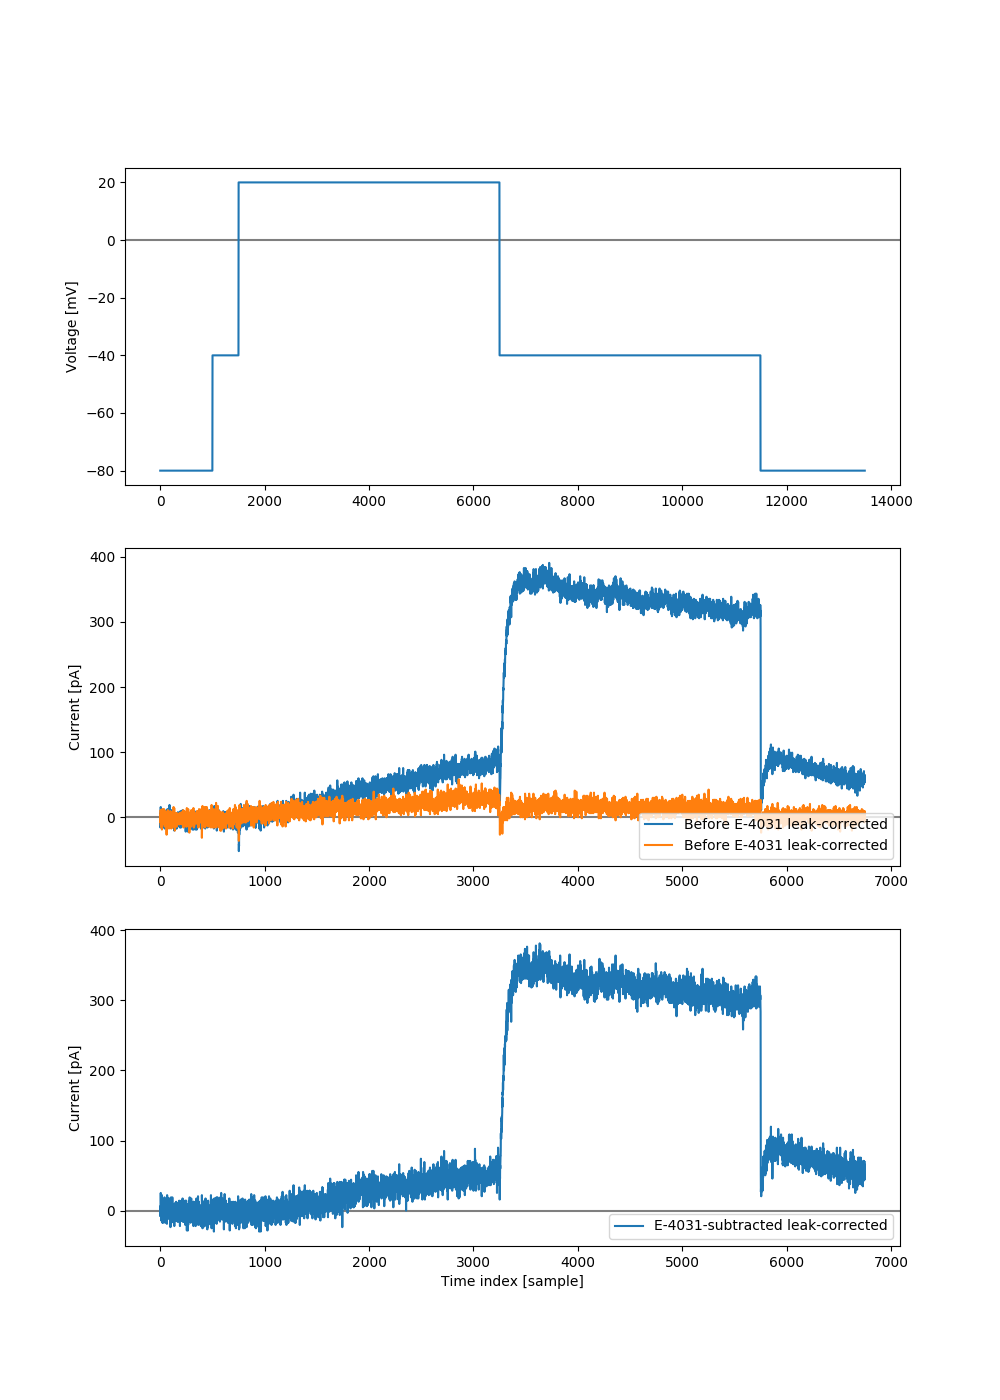 20
0
−20
−40
−60
−80
Voltage [mV]
0 2000 4000 6000 8000 10000 12000 14000
400
300
200
100
0
Current [pA]
Before E-4031 leak-corrected
Before E-4031 leak-corrected
0 1000 2000 3000 4000 5000 6000 7000
400
300
200
100
0
Current [pA]
E-4031-subtracted leak-corrected
0 1000 2000 3000 4000 5000 6000 7000
Time index [sample]